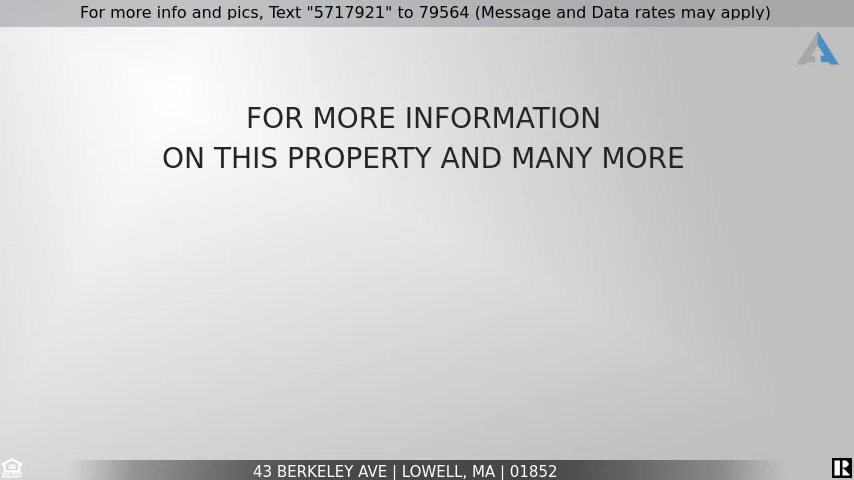 For more info and pics, Text "5717921" to 79564 (Message and Data rates may apply)
FOR MORE INFORMATION
ON THIS PROPERTY AND MANY MORE
43 BERKELEY AVE | LOWELL, MA | 01852